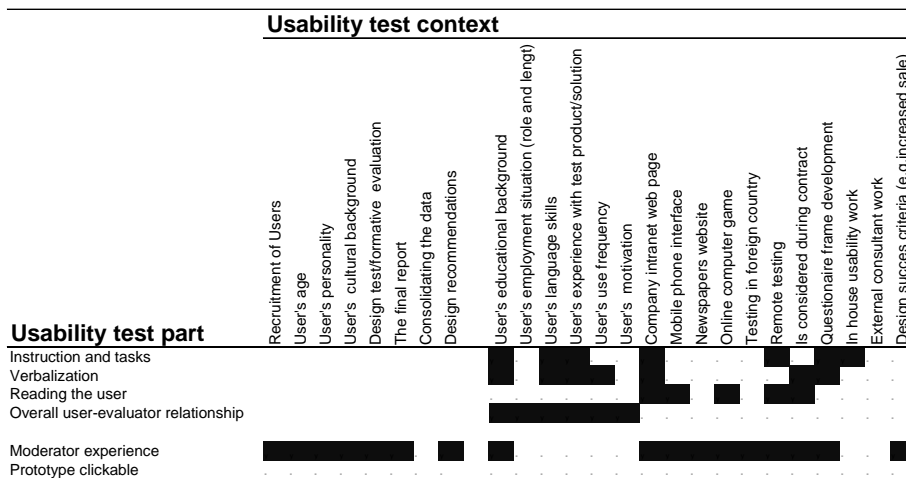 Usability test context
Recruitment of Users
User's age
User's personality
User's cultural background
Design test/formative evaluation
The final report
Consolidating the data
Design recommendations
User's educational background
User's employment situation (role and lengt)
User's language skills
User's experience with test product/solution
User's use frequency
User's motivation
Company intranet web page
Mobile phone interface
Newspapers website
Online computer game
Testing in foreign country
Remote testing
Is considered during contract
Questionaire frame development
In house usability work
External consultant work
Design succes criteria (e.g increased sale)
Usability test part
Instruction and tasks
Verbalization
Reading the user
Overall user-evaluator relationship
Moderator experience
Prototype clickable